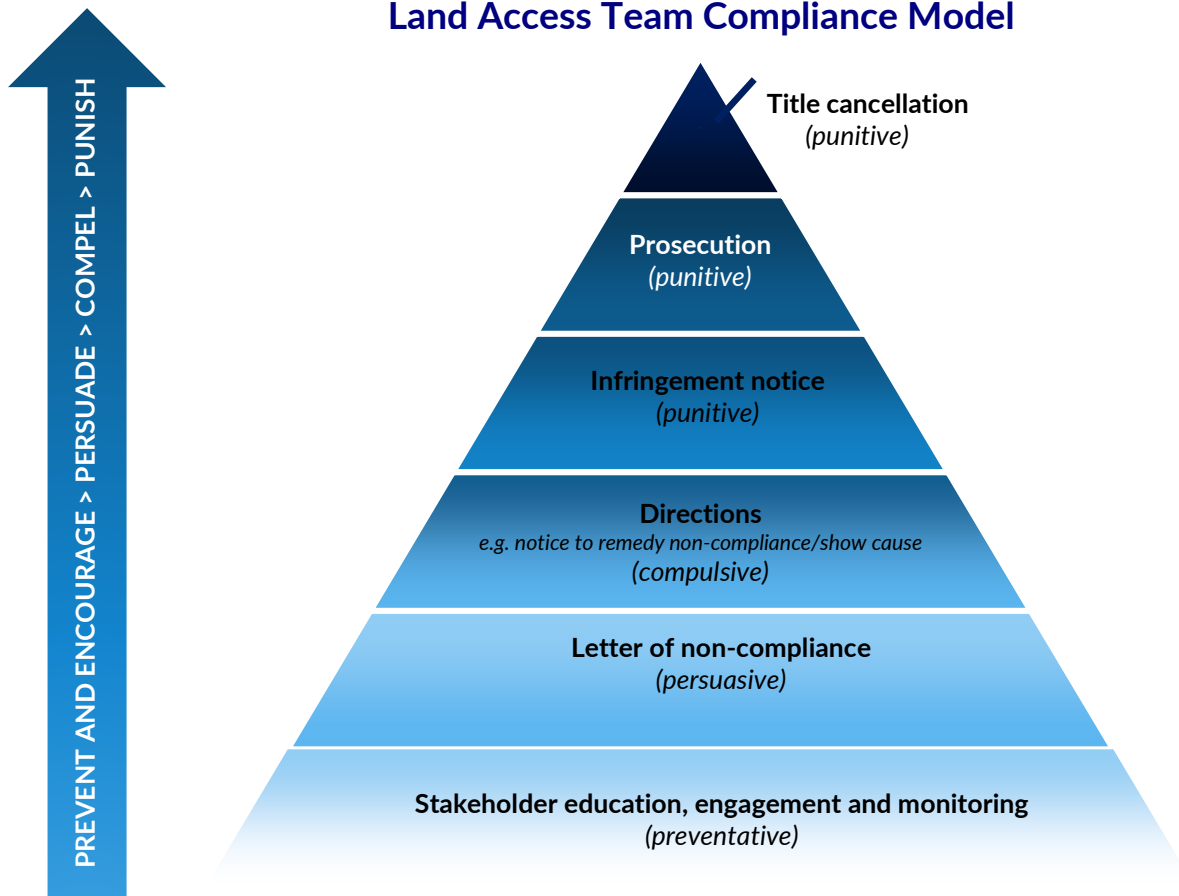 Land Access Team Compliance Model
PREVENT AND ENCOURAGE > PERSUADE > COMPEL > PUNISH
Title cancellation
(punitive)
Prosecution
(punitive)
Infringement notice
(punitive)
Directions
e.g. notice to remedy non-compliance/show cause
(compulsive)
Letter of non-compliance
(persuasive)
Stakeholder education, engagement and monitoring
(preventative)